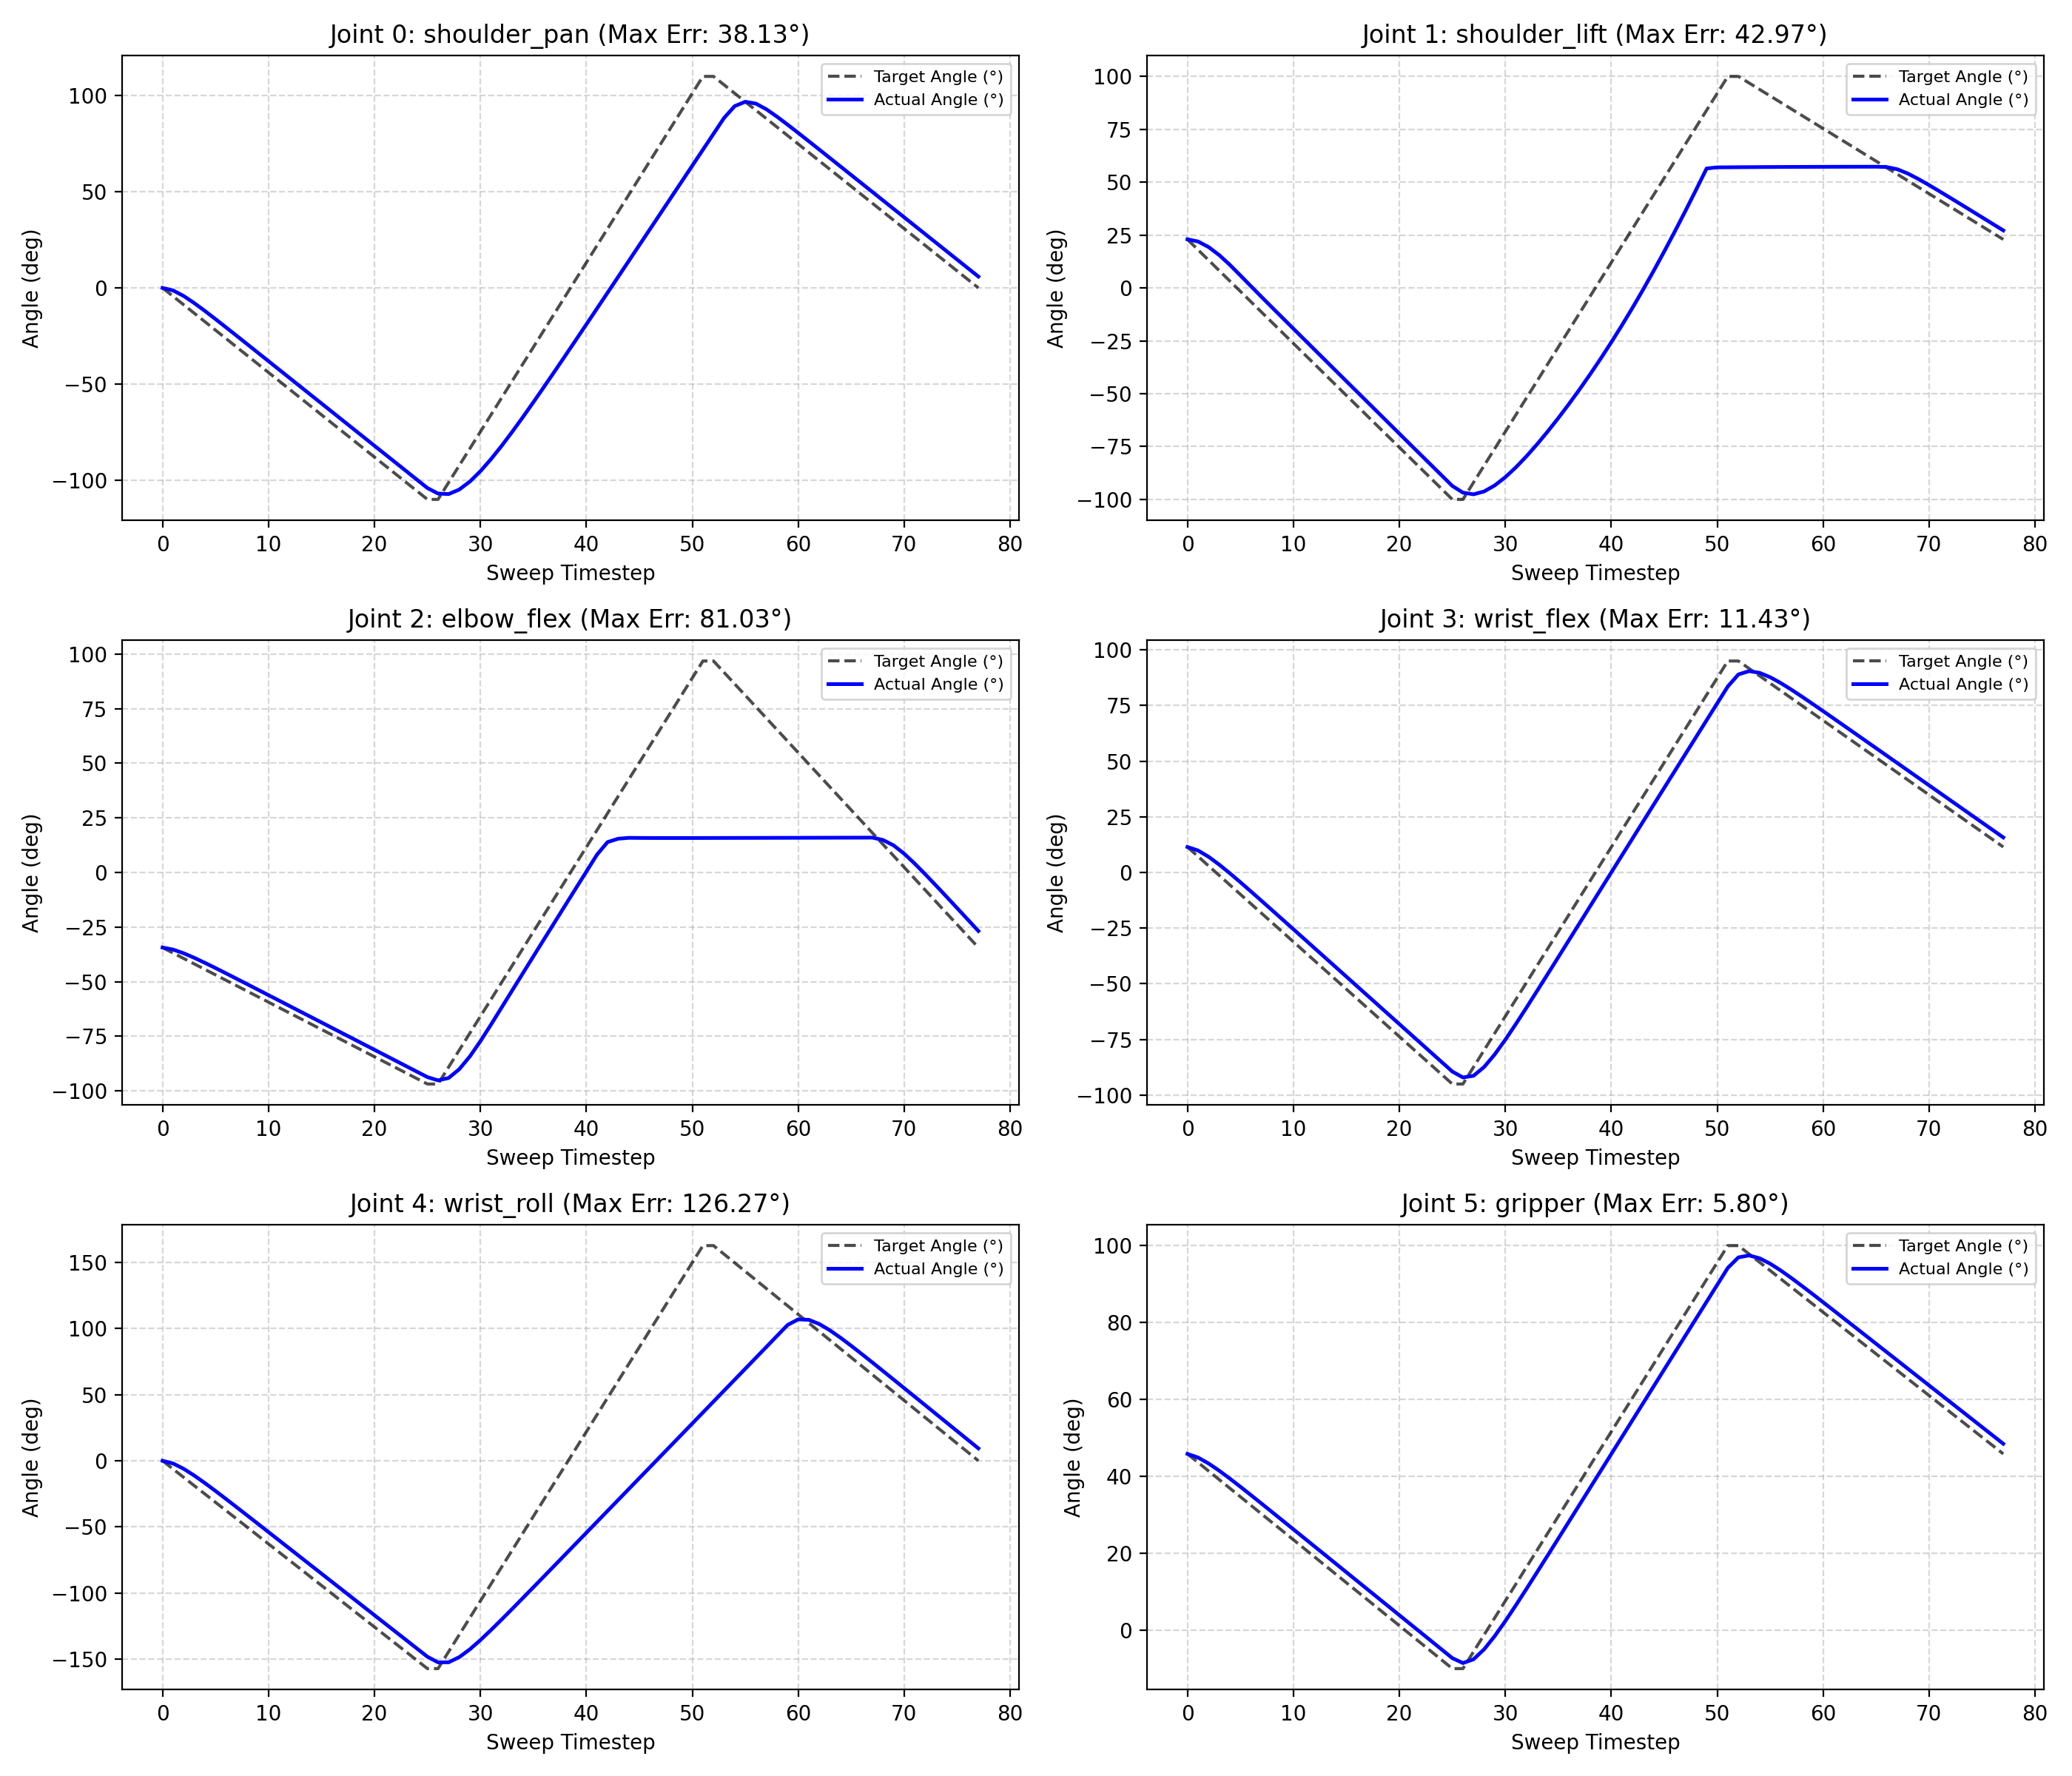 Joint 0: shoulder_pan (Max Err: 38.13°)
Target Angle (°)
Actual Angle (°)
Angle (deg)
100
50
0
−50
−100
0 10 20 30 40 50 60 70 80
Sweep Timestep
Joint 1: shoulder_lift (Max Err: 42.97°)
Target Angle (°)
Actual Angle (°)
Angle (deg)
100
75
50
25
0
−25
−50
−75
−100
0 10 20 30 40 50 60 70 80
Sweep Timestep
Joint 2: elbow_flex (Max Err: 81.03°)
Target Angle (°)
Actual Angle (°)
Angle (deg)
100
75
50
25
0
−25
−50
−75
−100
0 10 20 30 40 50 60 70 80
Sweep Timestep
Joint 3: wrist_flex (Max Err: 11.43°)
Target Angle (°)
Actual Angle (°)
Angle (deg)
100
75
50
25
0
−25
−50
−75
−100
0 10 20 30 40 50 60 70 80
Sweep Timestep
Joint 4: wrist_roll (Max Err: 126.27°)
Target Angle (°)
Actual Angle (°)
Angle (deg)
150
100
50
0
−50
−100
−150
0 10 20 30 40 50 60 70 80
Sweep Timestep
Joint 5: gripper (Max Err: 5.80°)
Target Angle (°)
Actual Angle (°)
Angle (deg)
100
80
60
40
20
0
0 10 20 30 40 50 60 70 80
Sweep Timestep